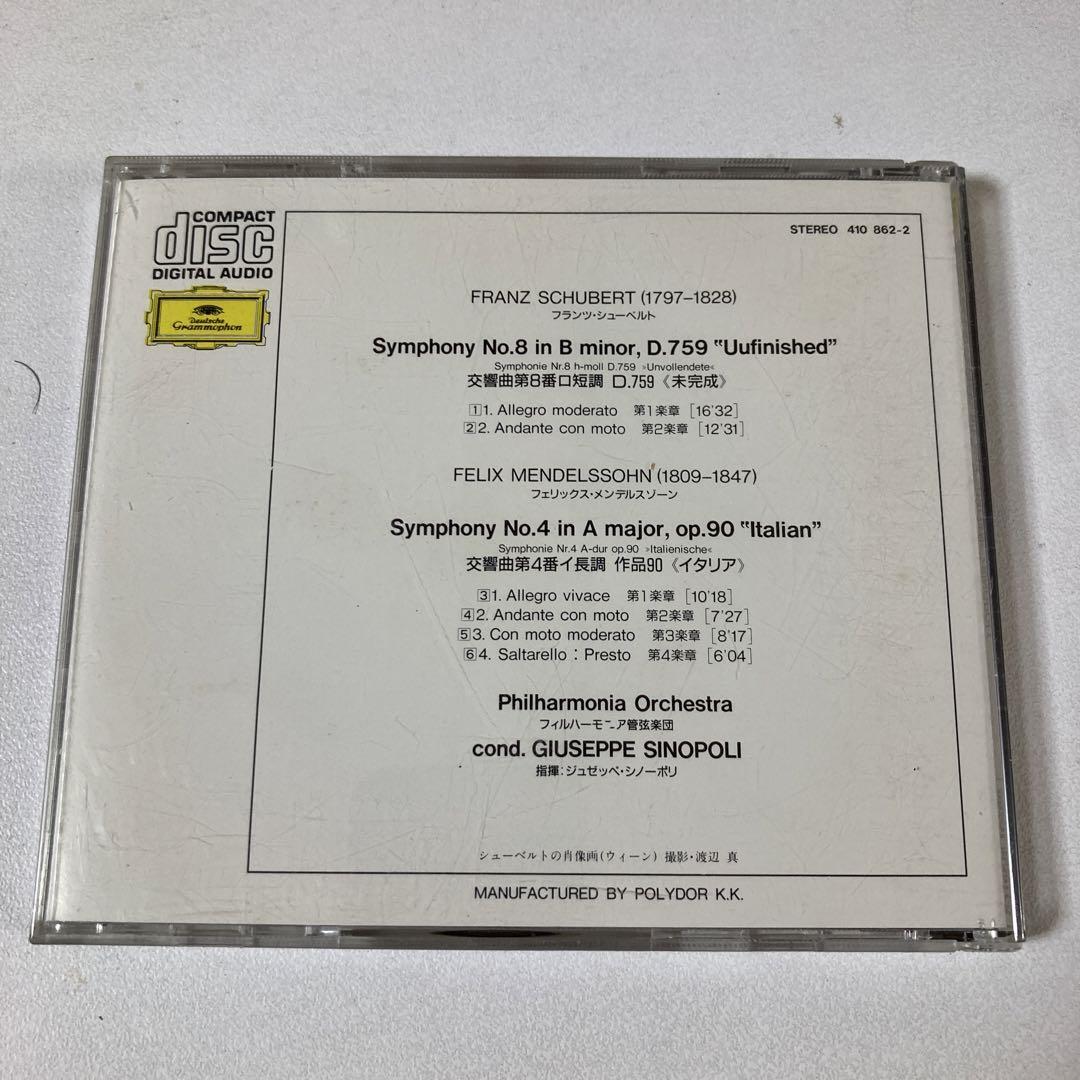 COMPACT
disc
DIGITAL AUDIO
Deutsche
Grammophon
STEREO 410 862-2
FRANZ SCHUBERT (1797–1828)
フランツ・シューベルト
Symphony No.8 in B minor, D.759 "Uufinished"
Symphonie Nr.8 h-moll D.759 »Unvollendete«
交響曲第8番ロ短調 D.759《未完成》
1 1. Allegro moderato 第1楽章 [16'32]
2 2. Andante con moto 第2楽章 [12'31]
FELIX MENDELSSOHN (1809–1847)
フェリックス・メンデルスゾーン
Symphony No.4 in A major, op.90 "Italian"
Symphonie Nr.4 A-dur op.90 »Italienische«
交響曲第4番イ長調 作品90《イタリア》
3 1. Allegro vivace 第1楽章 [10'18]
4 2. Andante con moto 第2楽章 [7'27]
5 3. Con moto moderato 第3楽章 [8'17]
6 4. Saltarello : Presto 第4楽章 [6'04]
Philharmonia Orchestra
フィルハーモニア管弦楽団
cond. GIUSEPPE SINOPOLI
指揮:ジュゼッペ・シノーポリ
シューベルトの肖像画(ウィーン) 撮影・渡辺 真
MANUFACTURED BY POLYDOR K.K.